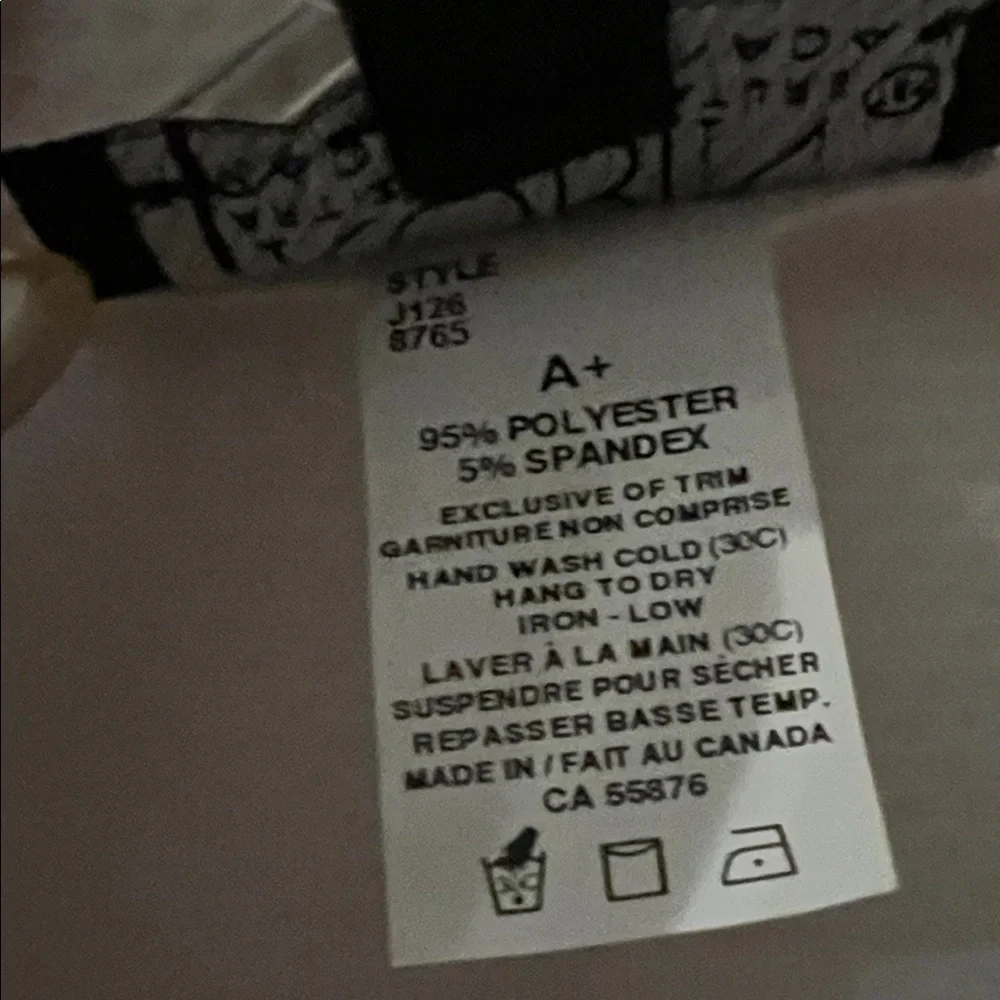 STYLE
J126
8765
A+
95% POLYESTER
5% SPANDEX
EXCLUSIVE OF TRIM
GARNITURE NON COMPRISE
HAND WASH COLD (30C)
HANG TO DRY
IRON - LOW
LAVER À LA MAIN (30C)
SUSPENDRE POUR SÉCHER
REPASSER BASSE TEMP.
MADE IN / FAIT AU CANADA
CA 55876